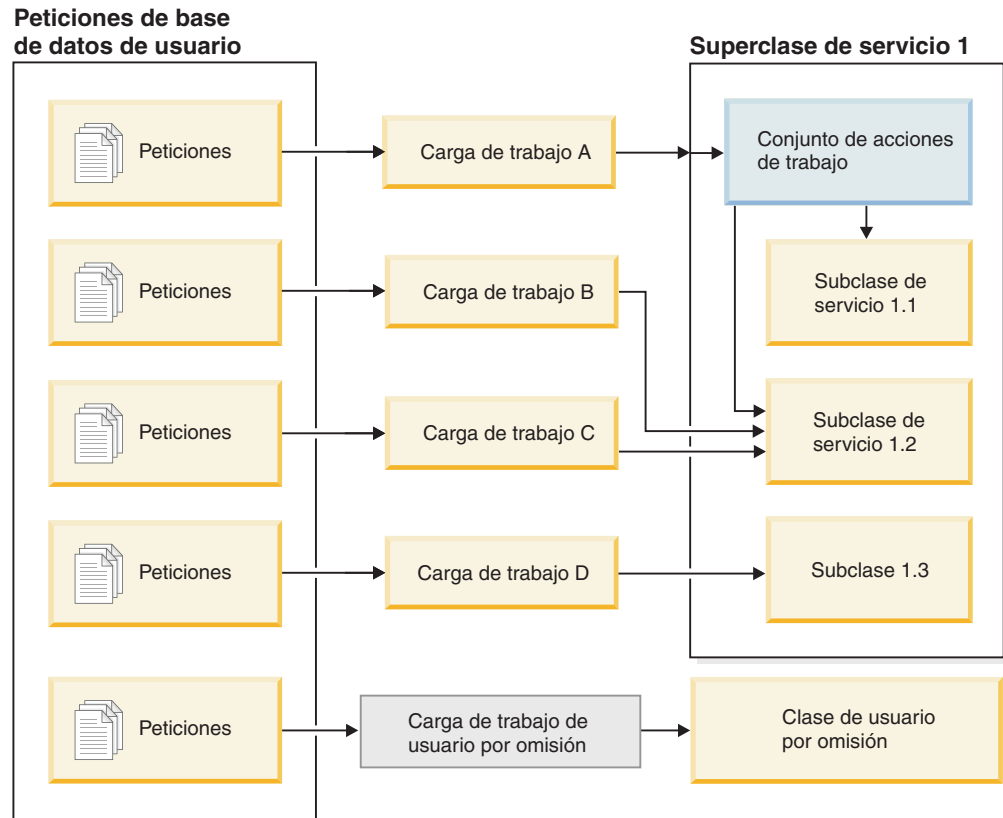 Peticiones de base
de datos de usuario
Superclase de servicio 1
Peticiones
Carga de trabajo A
Conjunto de acciones
de trabajo
Subclase de
servicio 1.1
Peticiones
Carga de trabajo B
Peticiones
Carga de trabajo C
Subclase de
servicio 1.2
Peticiones
Carga de trabajo D
Subclase 1.3
Peticiones
Carga de trabajo de
usuario por omisión
Clase de usuario
por omisión